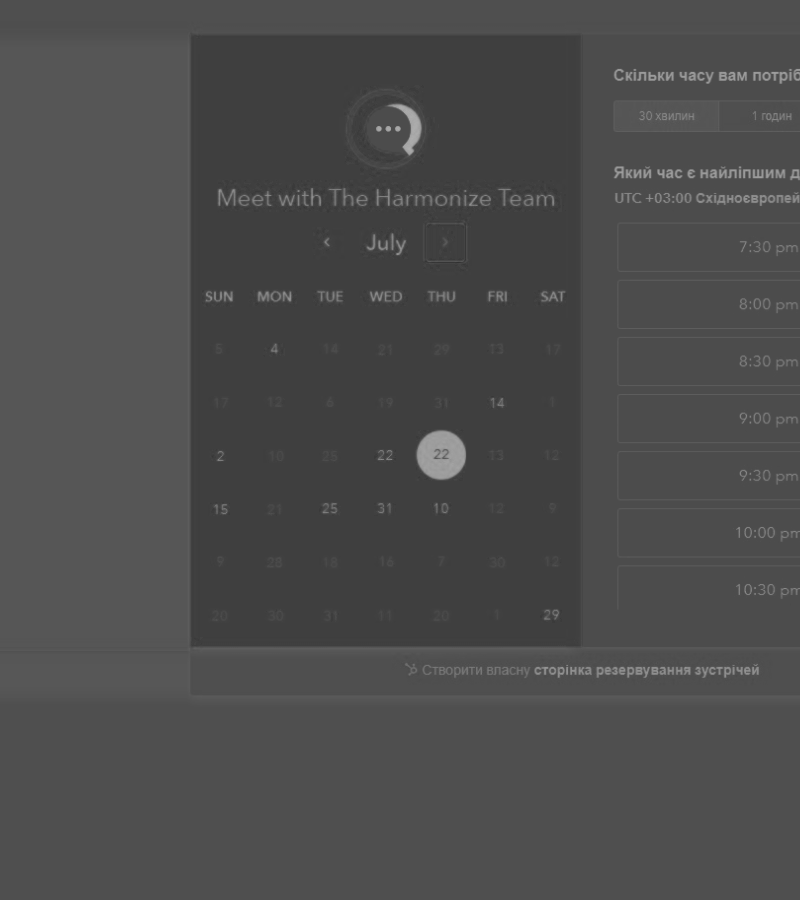 Meet with The Harmonize Team
July
SUN MON TUE WED THU FRI SAT
5 4 14 21 29 13 17
17 12 6 19 31 14 1
2 10 25 22 22 13 12
15 21 25 31 10 12 9
9 28 18 16 7 30 12
20 30 31 11 20 1 29
Скільки часу вам потріб
30 хвилин 1 годин
Який час є найліпшим д
UTC +03:00 Східноєвропей
7:30 pm
8:00 pm
8:30 pm
9:00 pm
9:30 pm
10:00 pm
10:30 pm
Створити власну сторінка резервування зустрічей